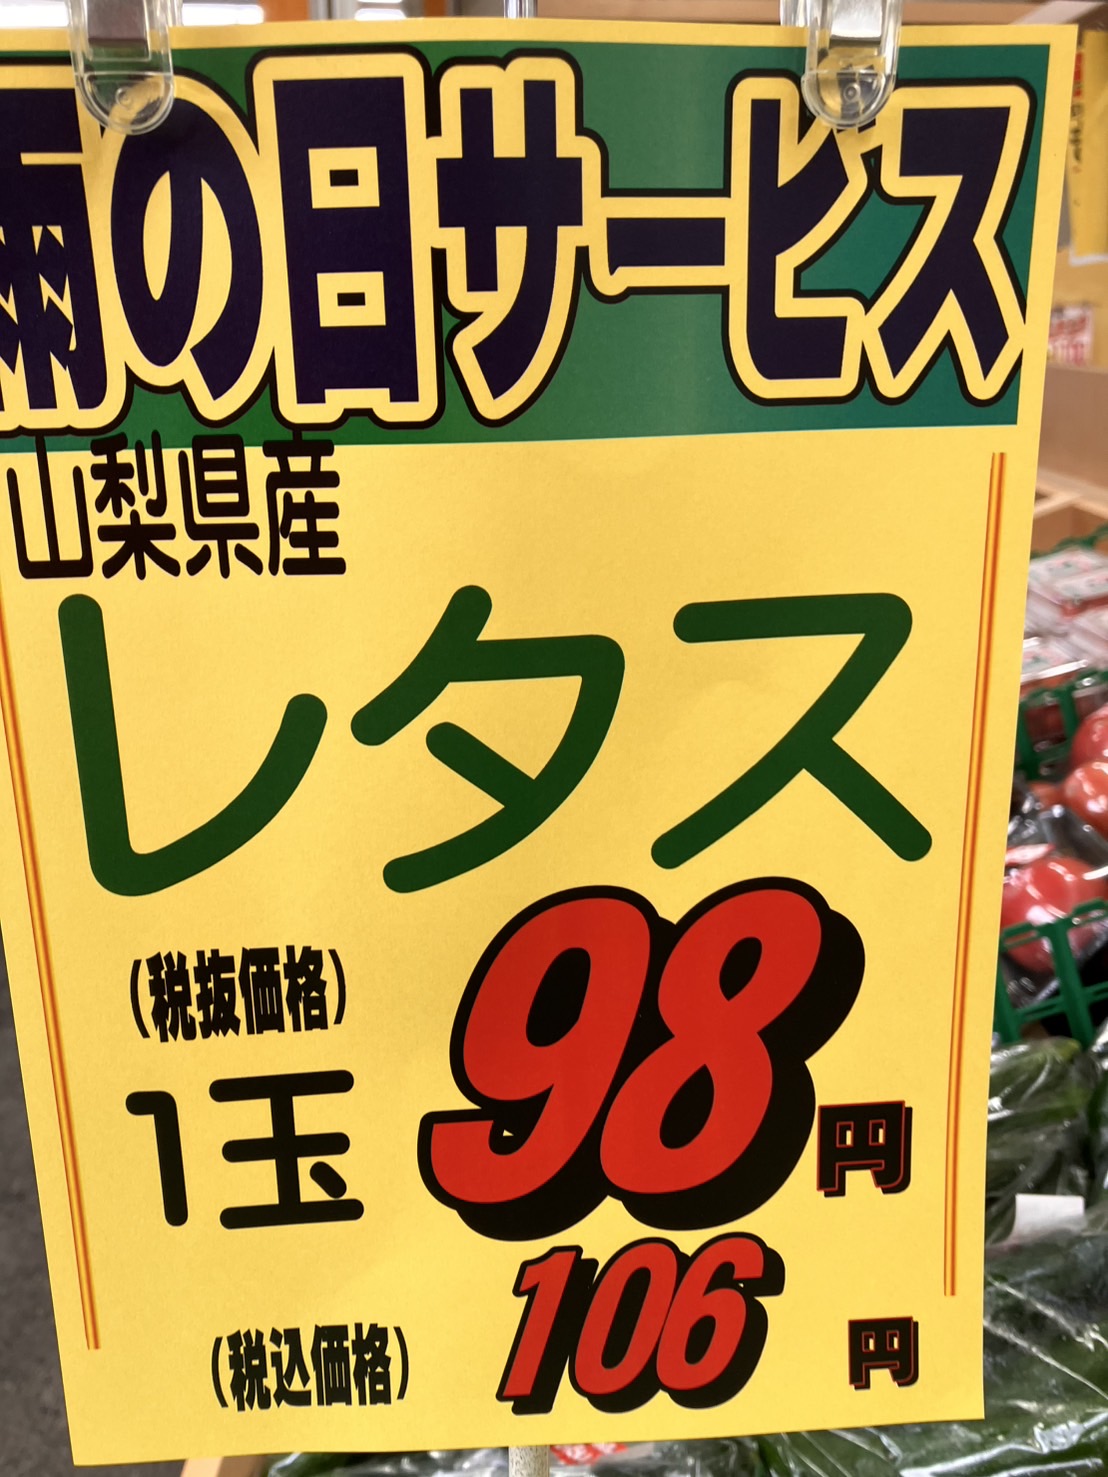 雨の日サービス
山梨県産
レタス
(税抜価格)
1玉 98円
(税込価格) 106円